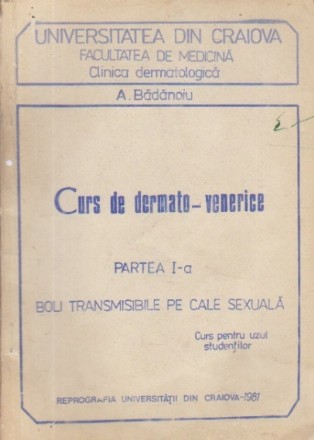 UNIVERSITATEA DIN CRAIOVA
FACULTATEA DE MEDICINĂ
Clinica dermatologică
A. Bădănoiu
Curs de dermato-venerice
PARTEA I-a
BOLI TRANSMISIBILE PE CALE SEXUALĂ
Curs pentru uzul
studenților
REPROGRAFIA UNIVERSITĂȚII DIN CRAIOVA-1981